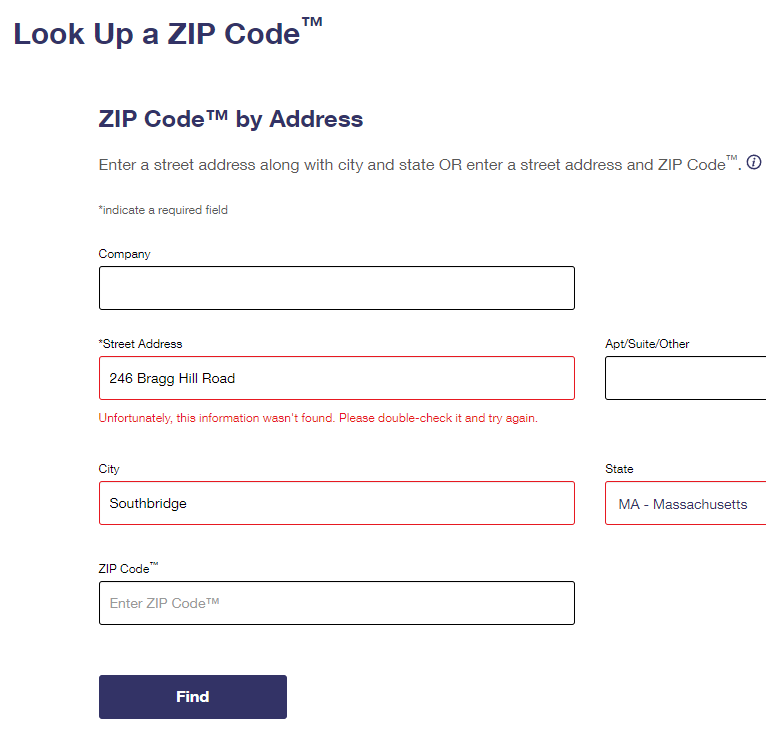 Look Up a ZIP Code™
ZIP Code™ by Address
Enter a street address along with city and state OR enter a street address and ZIP Code™. i
*indicate a required field
Company
*Street Address Apt/Suite/Other
246 Bragg Hill Road
Unfortunately, this information wasn't found. Please double-check it and try again.
City State
Southbridge MA - Massachusetts
ZIP Code™
Enter ZIP Code™
Find